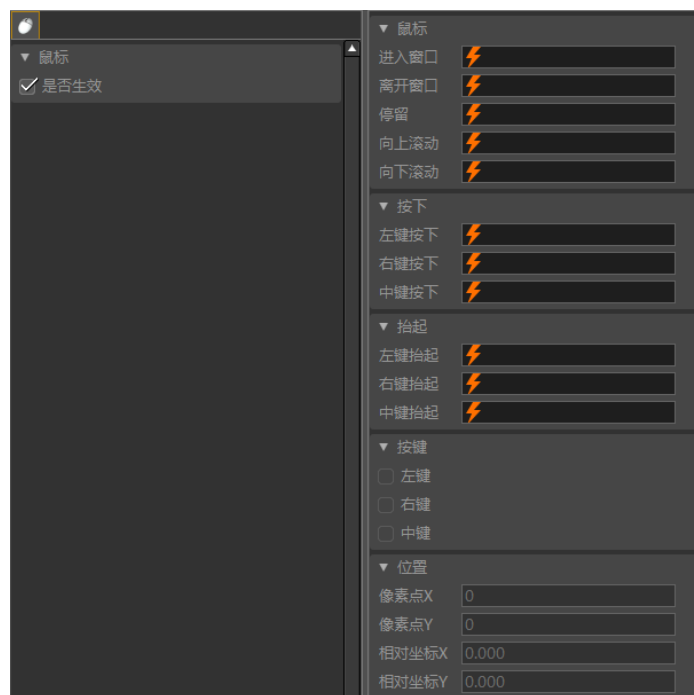 鼠标
是否生效
鼠标
进入窗口
离开窗口
停留
向上滚动
向下滚动
按下
左键按下
右键按下
中键按下
抬起
左键抬起
右键抬起
中键抬起
按键
左键
右键
中键
位置
像素点X 0
像素点Y 0
相对坐标X 0.000
相对坐标Y 0.000